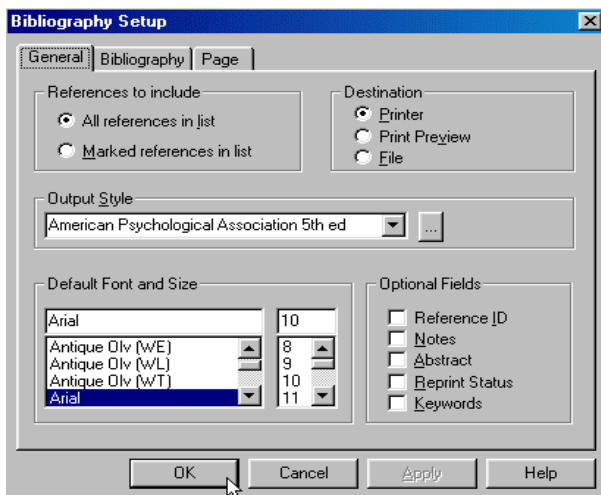 Bibliography Setup
General Bibliography Page
References to include
All references in list
Marked references in list
Destination
Printer
Print Preview
File
Output Style
American Psychological Association 5th ed ...
Default Font and Size
Arial 10
Antique Olv (WE) 8
Antique Olv (WL) 9
Antique Olv (WT) 10
Arial 11
Optional Fields
Reference ID
Notes
Abstract
Reprint Status
Keywords
OK Cancel Apply Help